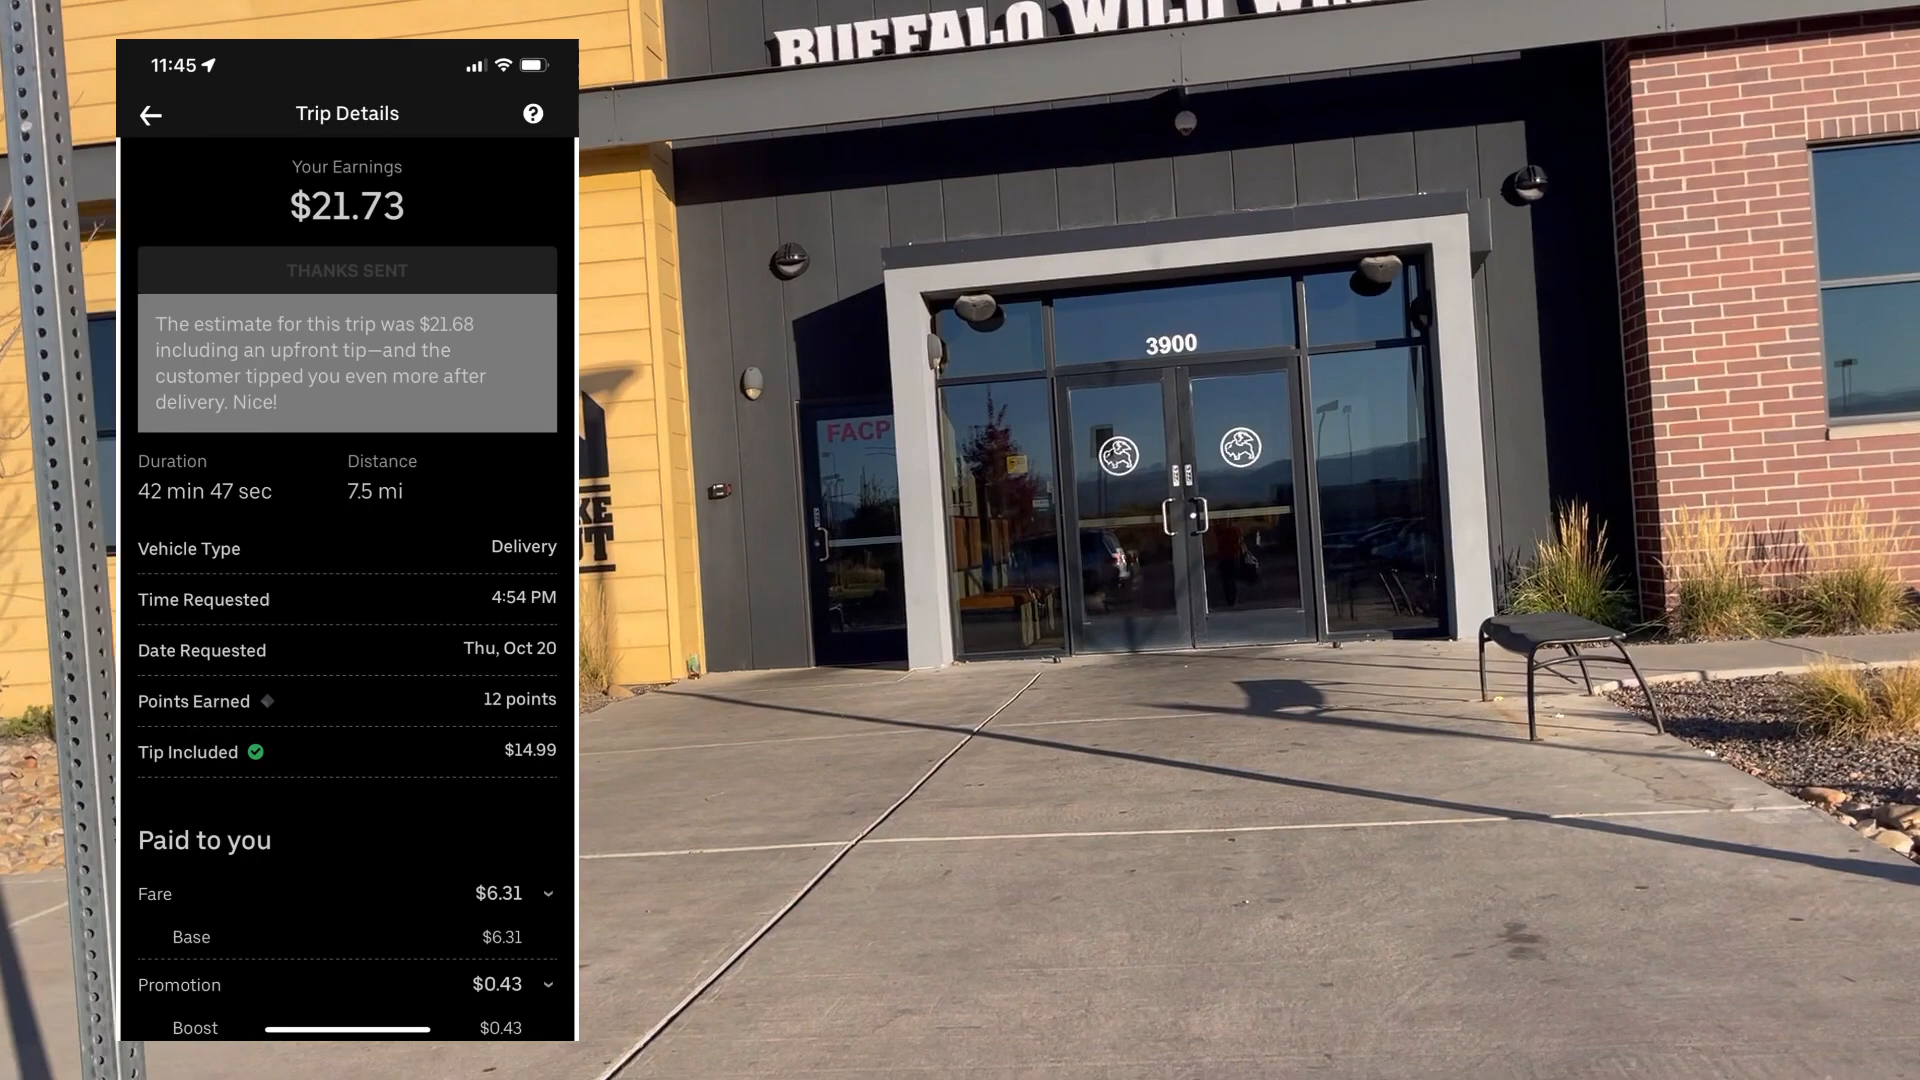 BUFFALO WILD
11:45
Trip Details
Your Earnings
$21.73
THANKS SENT
The estimate for this trip was $21.68
including an upfront tip—and the
customer tipped you even more after
delivery. Nice!
Duration
Distance
42 min 47 sec
7.5 mi
Vehicle Type
Delivery
Time Requested
4:54 PM
Date Requested
Thu, Oct 20
Points Earned
12 points
Tip Included
$14.99
Paid to you
Fare
$6.31
Base
$6.31
Promotion
$0.43
Boost
$0.43
3900
FACP